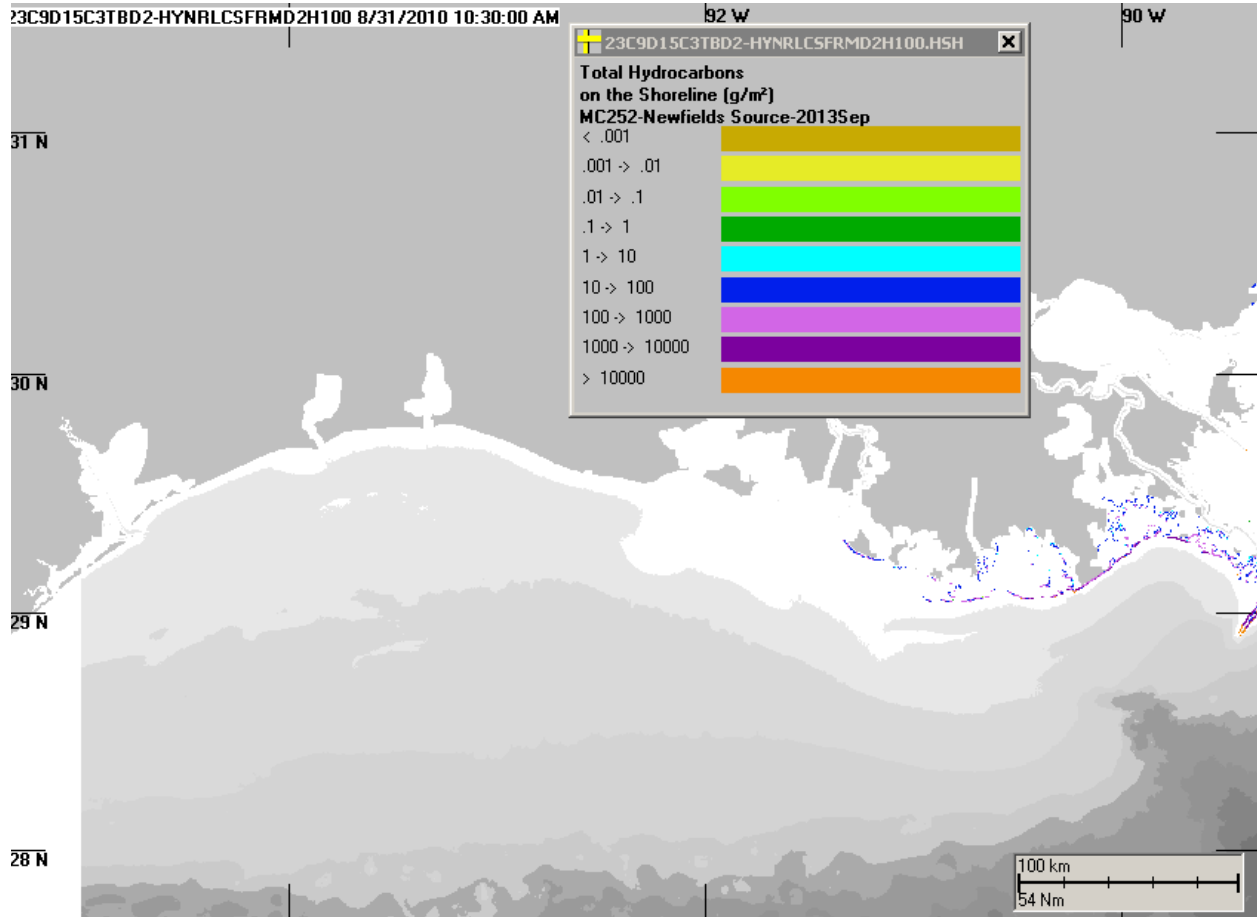 23C9D15C3TBD2-HYNRLCSFRMD2H100 8/31/2010 10:30:00 AM
92 W
90 W
23C9D15C3TBD2-HYNRLCSFRMD2H100.HSH
Total Hydrocarbons
on the Shoreline (g/m²)
MC252-Newfields Source-2013Sep
< .001
.001 -> .01
.01 -> .1
.1 -> 1
1 -> 10
10 -> 100
100 -> 1000
1000 -> 10000
> 10000
31 N
30 N
29 N
28 N
100 km
54 Nm